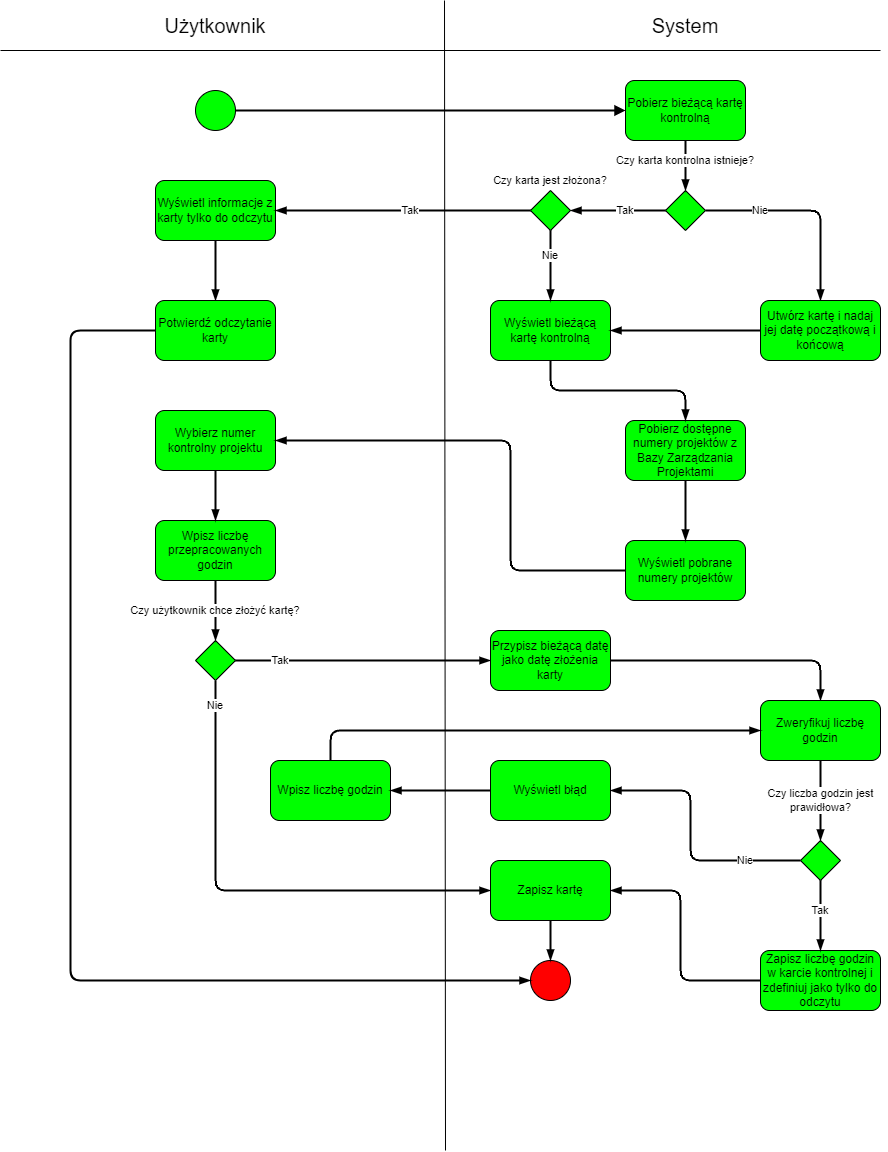 Użytkownik
System
Pobierz bieżącą kartę
kontrolną
Czy karta kontrolna istnieje?
Czy karta jest złożona?
Wyświetl informacje z
karty tylko do odczytu
Tak
Tak
Nie
Nie
Potwierdź odczytanie
karty
Wyświetl bieżącą
kartę kontrolną
Utwórz kartę i nadaj
jej datę początkową i
końcową
Wybierz numer
kontrolny projektu
Pobierz dostępne
numery projektów z
Bazy Zarządzania
Projektami
Wpisz liczbę
przepracowanych
godzin
Wyświetl pobrane
numery projektów
Czy użytkownik chce złożyć kartę?
Tak
Przypisz bieżącą datę
jako datę złożenia
karty
Nie
Zweryfikuj liczbę
godzin
Wpisz liczbę godzin
Wyświetl błąd
Czy liczba godzin jest
prawidłowa?
Nie
Zapisz kartę
Tak
Zapisz liczbę godzin
w karcie kontrolnej i
zdefiniuj jako tylko do
odczytu